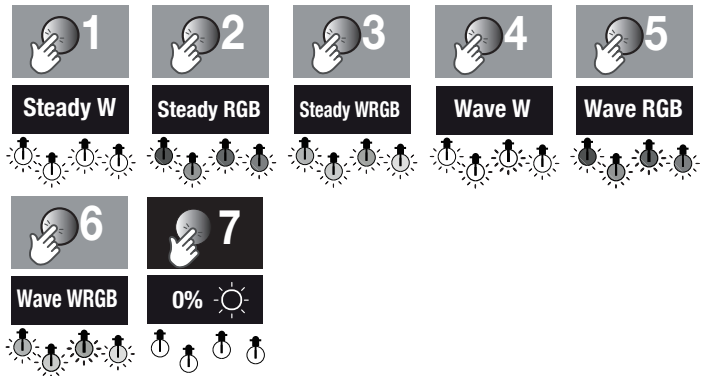 1 2 3 4 5
Steady W Steady RGB Steady WRGB Wave W Wave RGB
6 7
Wave WRGB 0%